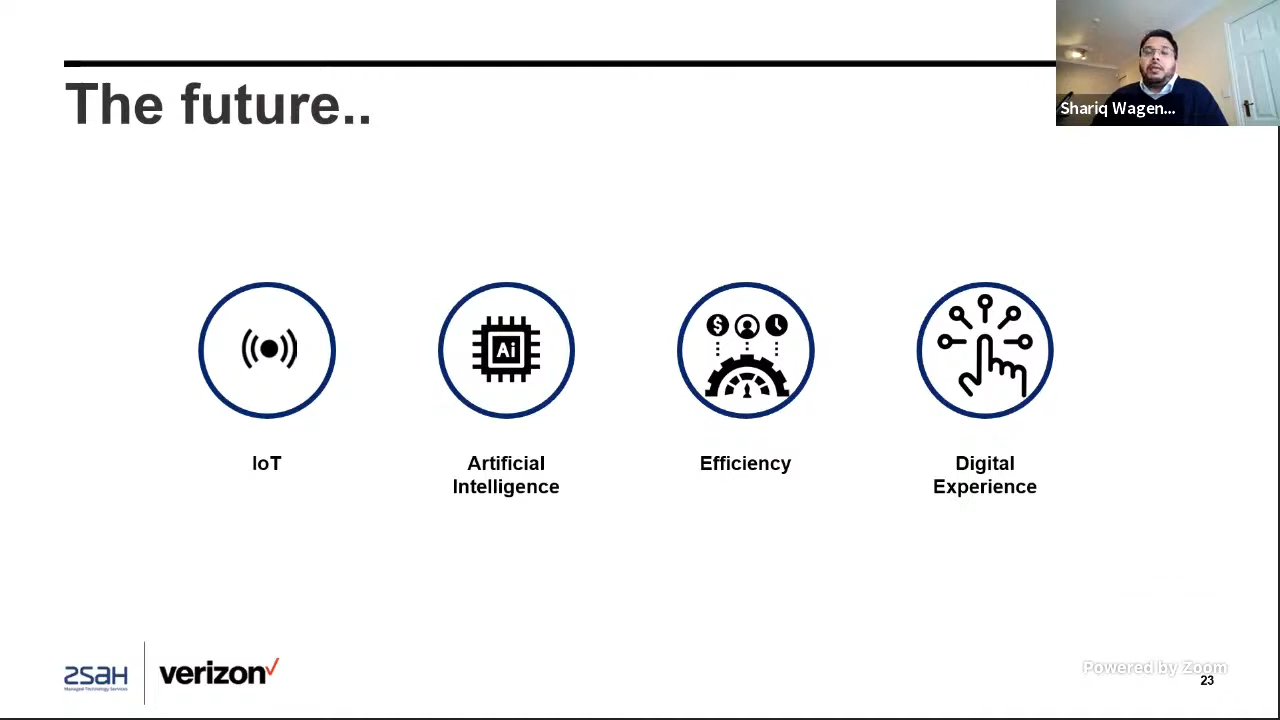 The future..
Shariq Wagen...
$
Ai
IoT
Artificial
Intelligence
Efficiency
Digital
Experience
2SaH
Managed Technology Services
verizon✓
Powered by Zoom
23